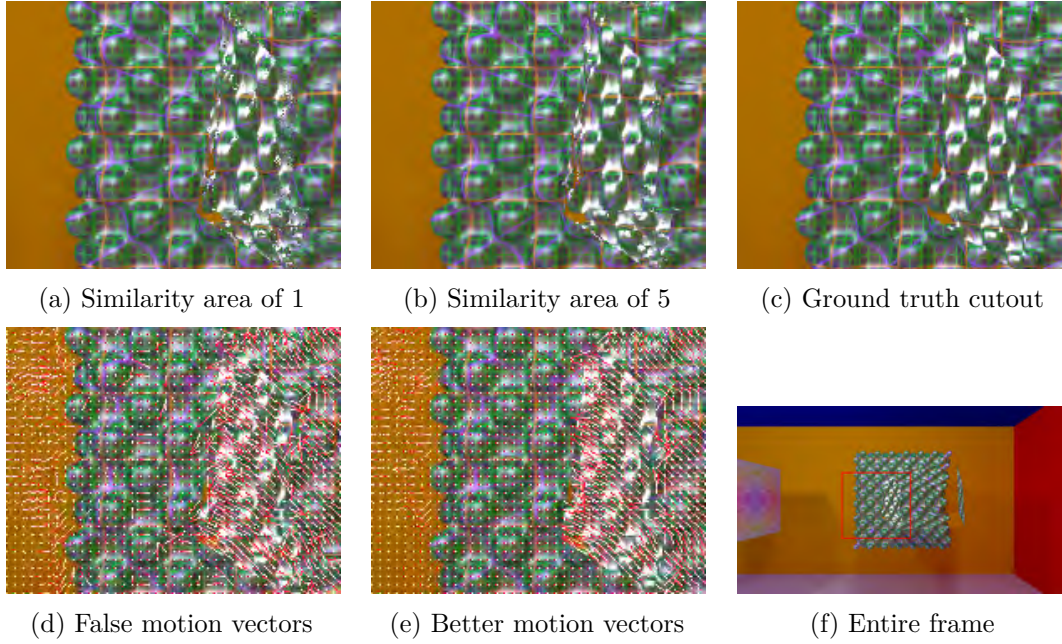 (a) Similarity area of 1
(b) Similarity area of 5
(c) Ground truth cutout
(d) False motion vectors
(e) Better motion vectors
(f) Entire frame